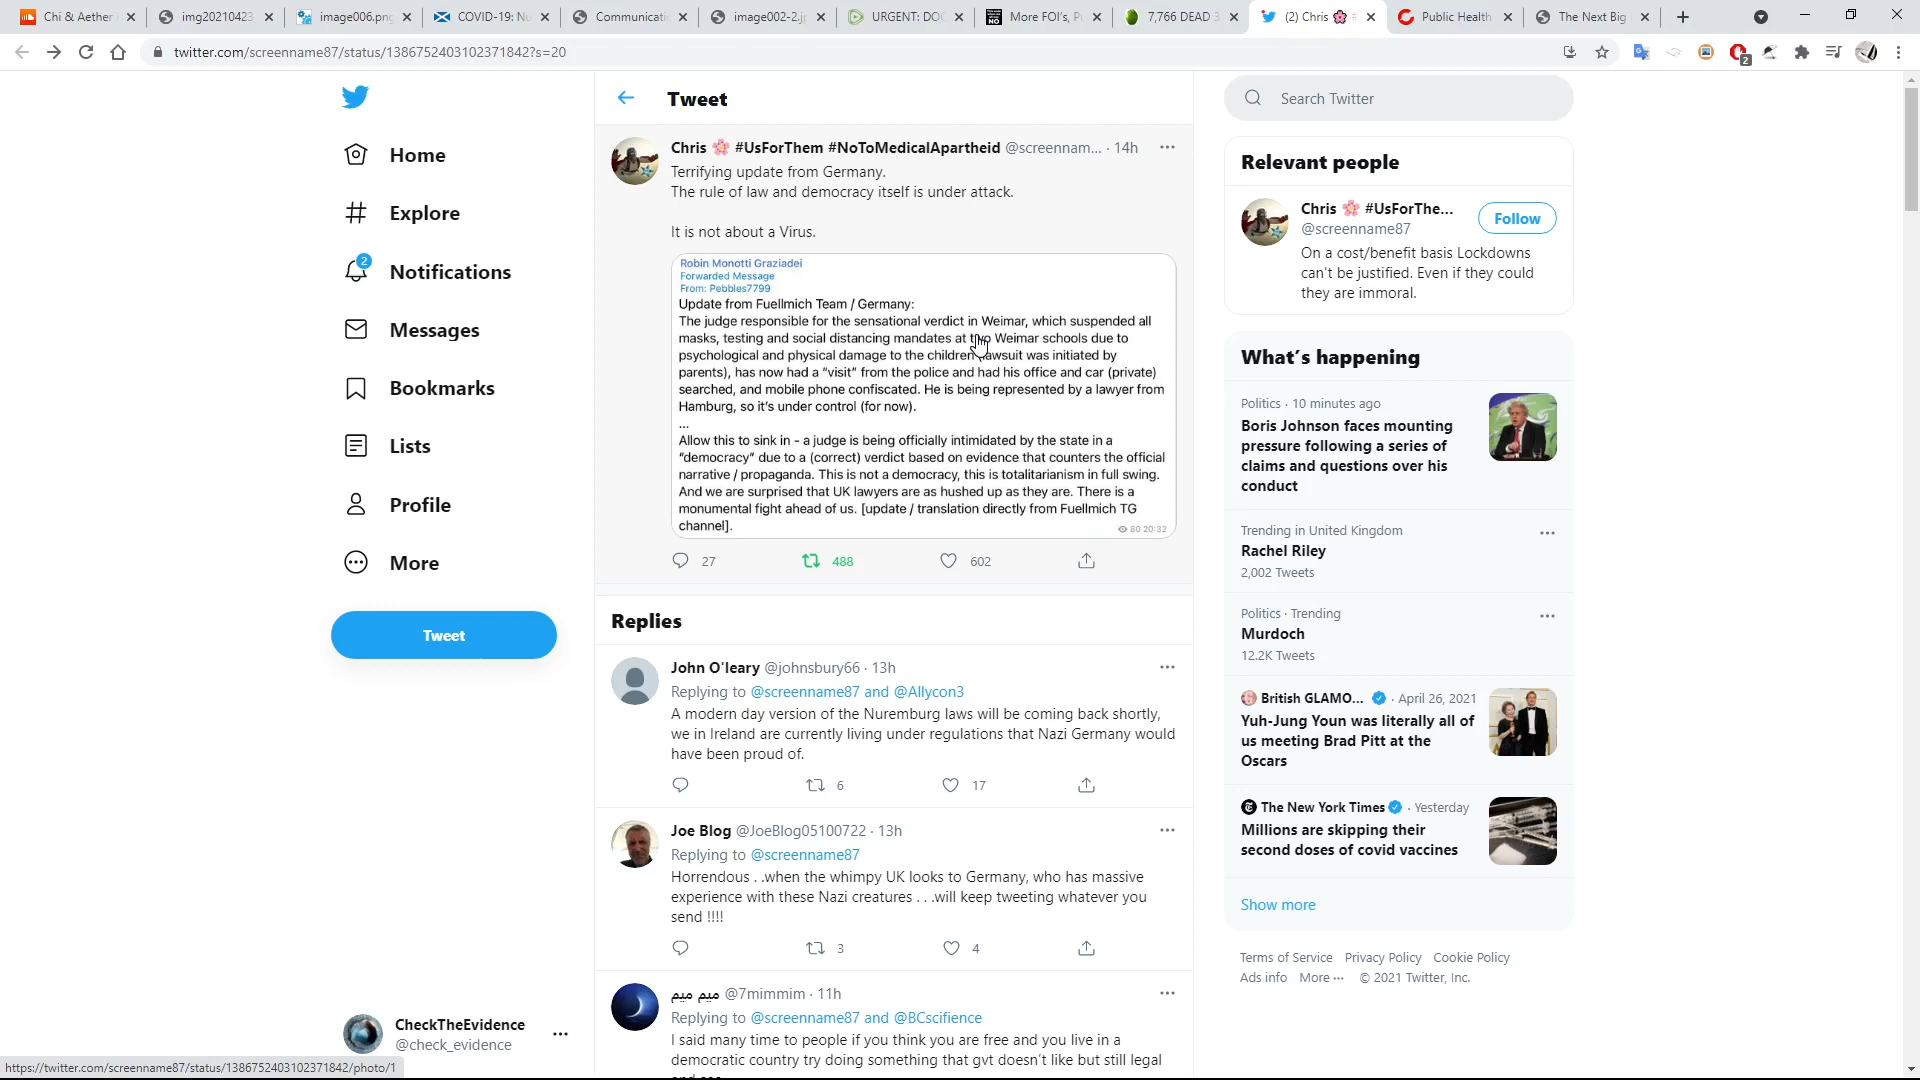 Chi & Aether
img20210423
image006.pn
COVID-19: Nu
Communicati
image002-2.j
URGENT: DOC
More FOI's, P
7,766 DEAD 3
(2) Chris 🌸
Public Health
The Next Big
twitter.com/screenname87/status/1386752403102371842?s=20
2
Home
Explore
2
Notifications
Messages
Bookmarks
Lists
Profile
More
Tweet
CheckTheEvidence
@check_evidence
https://twitter.com/screenname87/status/1386752403102371842/photo/1
Tweet
Chris 🌸 #UsForThem #NoToMedicalApartheid @screennam... · 14h
Terrifying update from Germany.
The rule of law and democracy itself is under attack.
It is not about a Virus.
Robin Monotti Graziadei
Forwarded Message
From: Pebbles7799
Update from Fuellmich Team / Germany:
The judge responsible for the sensational verdict in Weimar, which suspended all
masks, testing and social distancing mandates at two Weimar schools due to
psychological and physical damage to the children (lawsuit was initiated by
parents), has now had a "visit" from the police and had his office and car (private)
searched, and mobile phone confiscated. He is being represented by a lawyer from
Hamburg, so it's under control (for now).
...
Allow this to sink in - a judge is being officially intimidated by the state in a
"democracy" due to a (correct) verdict based on evidence that counters the official
narrative / propaganda. This is not a democracy, this is totalitarianism in full swing.
And we are surprised that UK lawyers are as hushed up as they are. There is a
monumental fight ahead of us. [update / translation directly from Fuellmich TG
channel].
80 20:32
27 488 602
Replies
John O'leary @johnsbury66 · 13h
Replying to @screenname87 and @Allycon3
A modern day version of the Nuremburg laws will be coming back shortly,
we in Ireland are currently living under regulations that Nazi Germany would
have been proud of.
6 17
Joe Blog @JoeBlog05100722 · 13h
Replying to @screenname87
Horrendous . .when the whimpy UK looks to Germany, who has massive
experience with these Nazi creatures . . .will keep tweeting whatever you
send !!!!
3 4
ميم ميم @7mimmim · 11h
Replying to @screenname87 and @BCscifience
I said many time to people if you think you are free and you live in a
democratic country try doing something that gvt doesn't like but still legal
Search Twitter
Relevant people
Chris 🌸 #UsForThe...
@screenname87
Follow
On a cost/benefit basis Lockdowns
can't be justified. Even if they could
they are immoral.
What's happening
Politics · 10 minutes ago
Boris Johnson faces mounting
pressure following a series of
claims and questions over his
conduct
Trending in United Kingdom
Rachel Riley
2,002 Tweets
Politics · Trending
Murdoch
12.2K Tweets
British GLAMO... · April 26, 2021
Yuh-Jung Youn was literally all of
us meeting Brad Pitt at the
Oscars
The New York Times · Yesterday
Millions are skipping their
second doses of covid vaccines
Show more
Terms of Service Privacy Policy Cookie Policy
Ads info More ··· © 2021 Twitter, Inc.